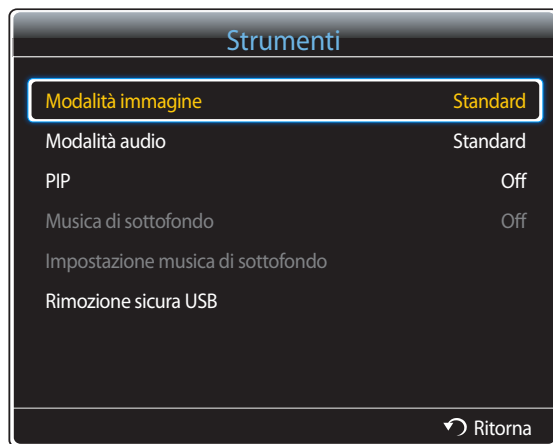 Strumenti
Modalità immagine Standard
Modalità audio Standard
PIP Off
Musica di sottofondo Off
Impostazione musica di sottofondo
Rimozione sicura USB
Ritorna